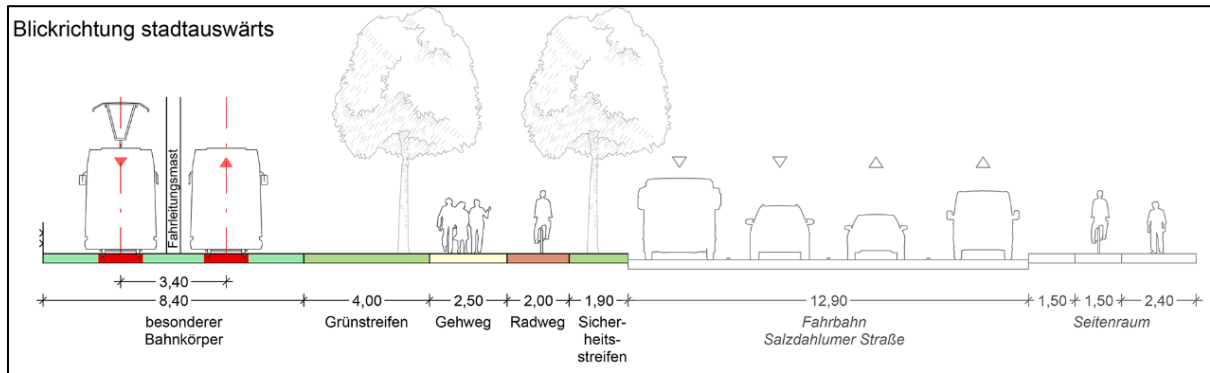 Blickrichtung stadtauswärts
Fahrleitungsmast
3,40
8,40
4,00
2,50
2,00
1,90
12,90
1,50
1,50
2,40
besonderer
Bahnkörper
Grünstreifen
Gehweg
Radweg
Sicher-
heits-
streifen
Fahrbahn
Salzdahlumer Straße
Seitenraum